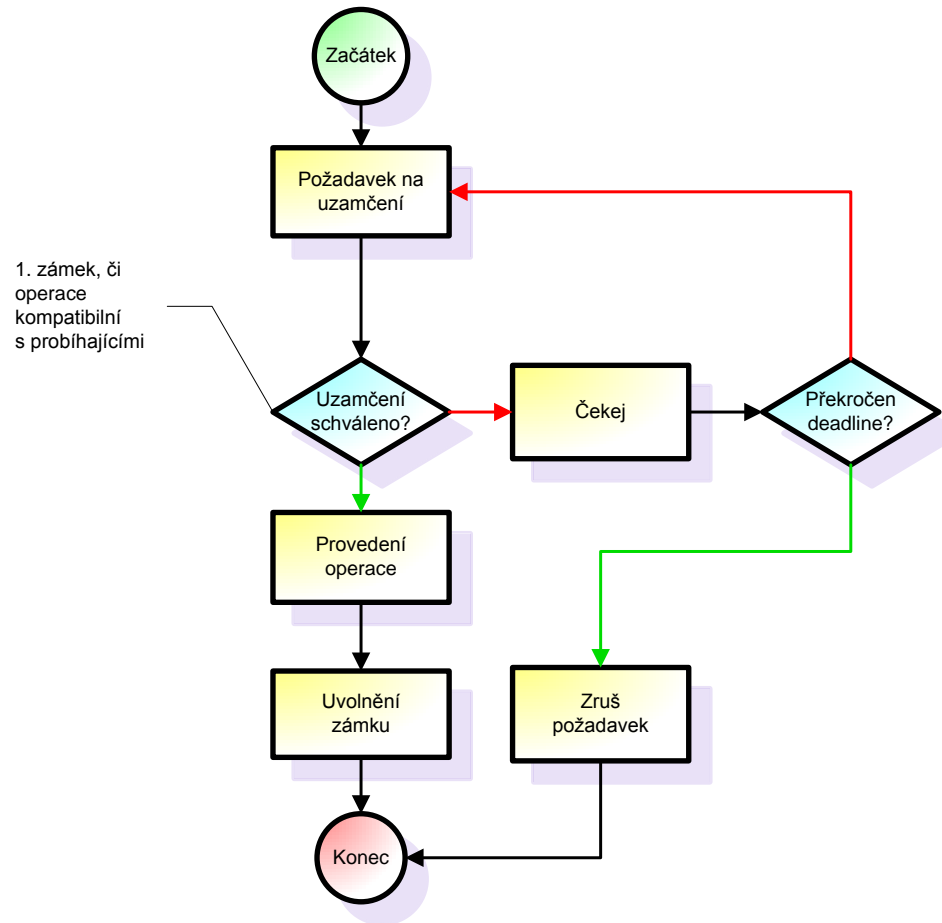 Začátek
Požadavek na
uzamčení
1. zámek, či
operace
kompatibilní
s probíhajícími
Uzamčení
schváleno?
Čekej
Překročen
deadline?
Provedení
operace
Uvolnění
zámku
Zruš
požadavek
Konec